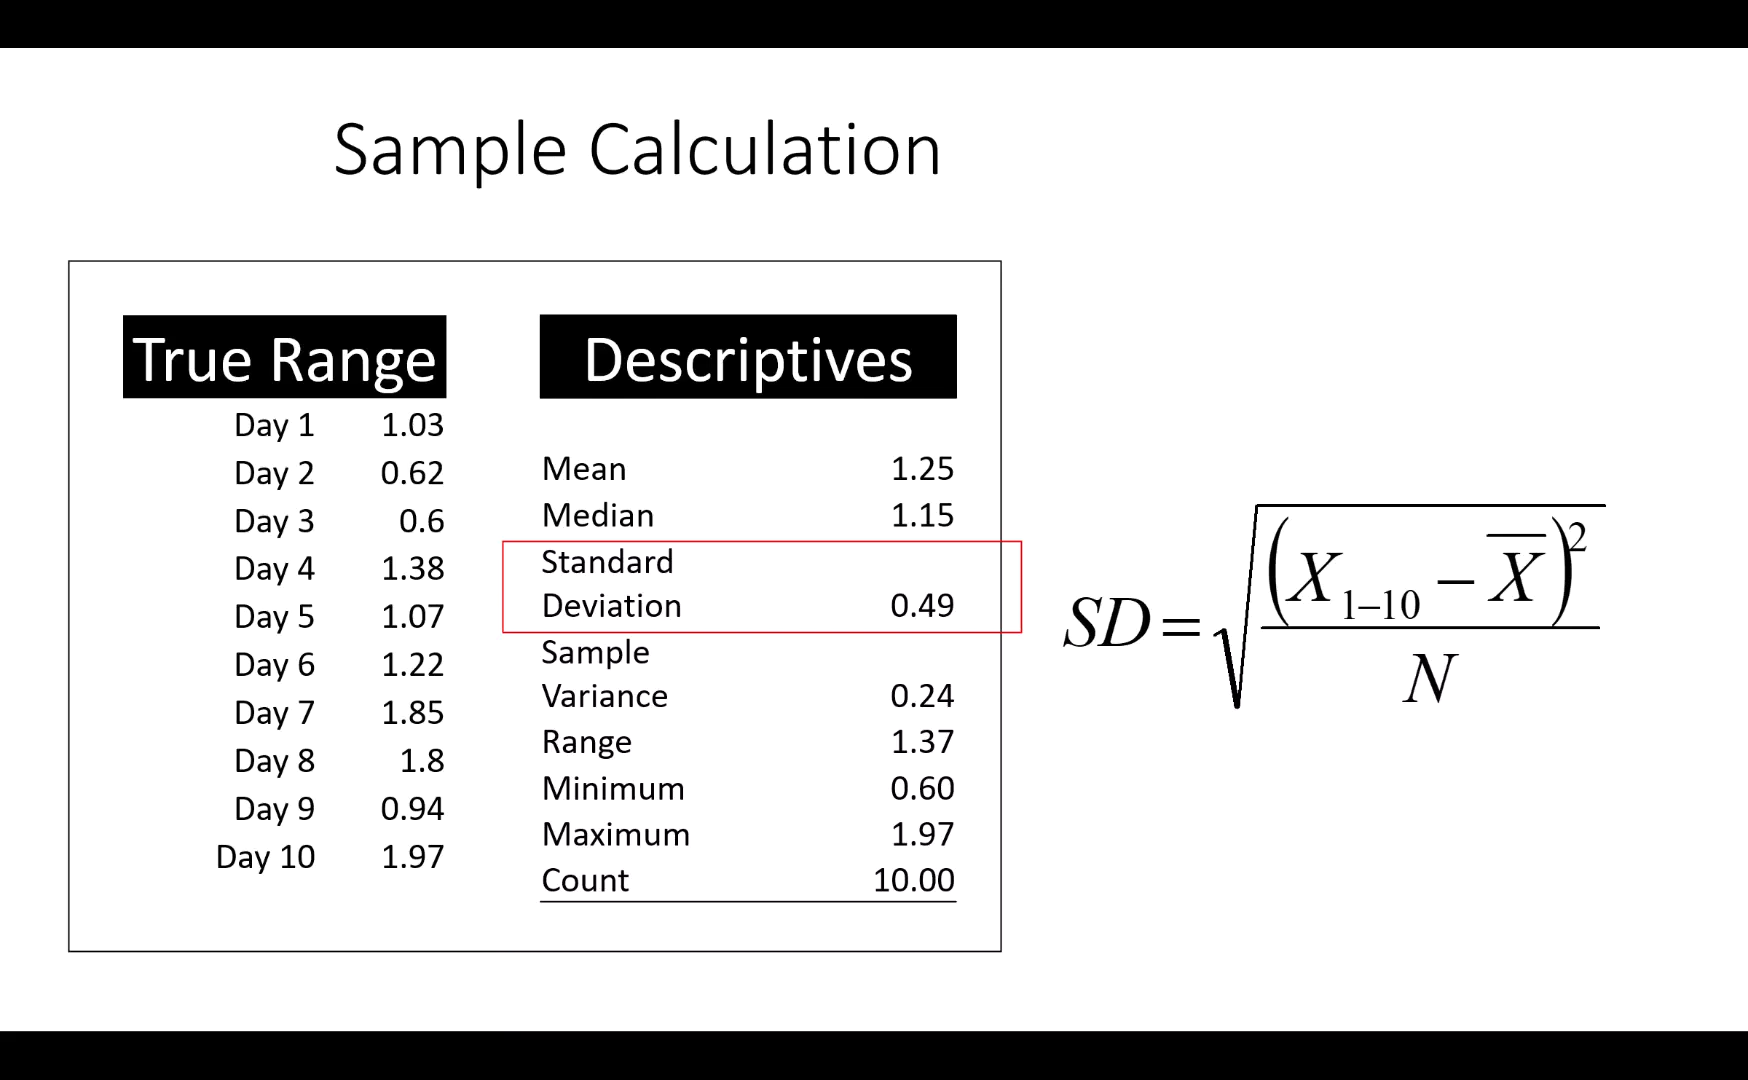 Sample Calculation
True Range
Day 1 1.03
Day 2 0.62
Day 3 0.6
Day 4 1.38
Day 5 1.07
Day 6 1.22
Day 7 1.85
Day 8 1.8
Day 9 0.94
Day 10 1.97
Descriptives
Mean 1.25
Median 1.15
Standard
Deviation 0.49
Sample
Variance 0.24
Range 1.37
Minimum 0.60
Maximum 1.97
Count 10.00
SD = √((X₁₋₁₀ − X̅)² / N)